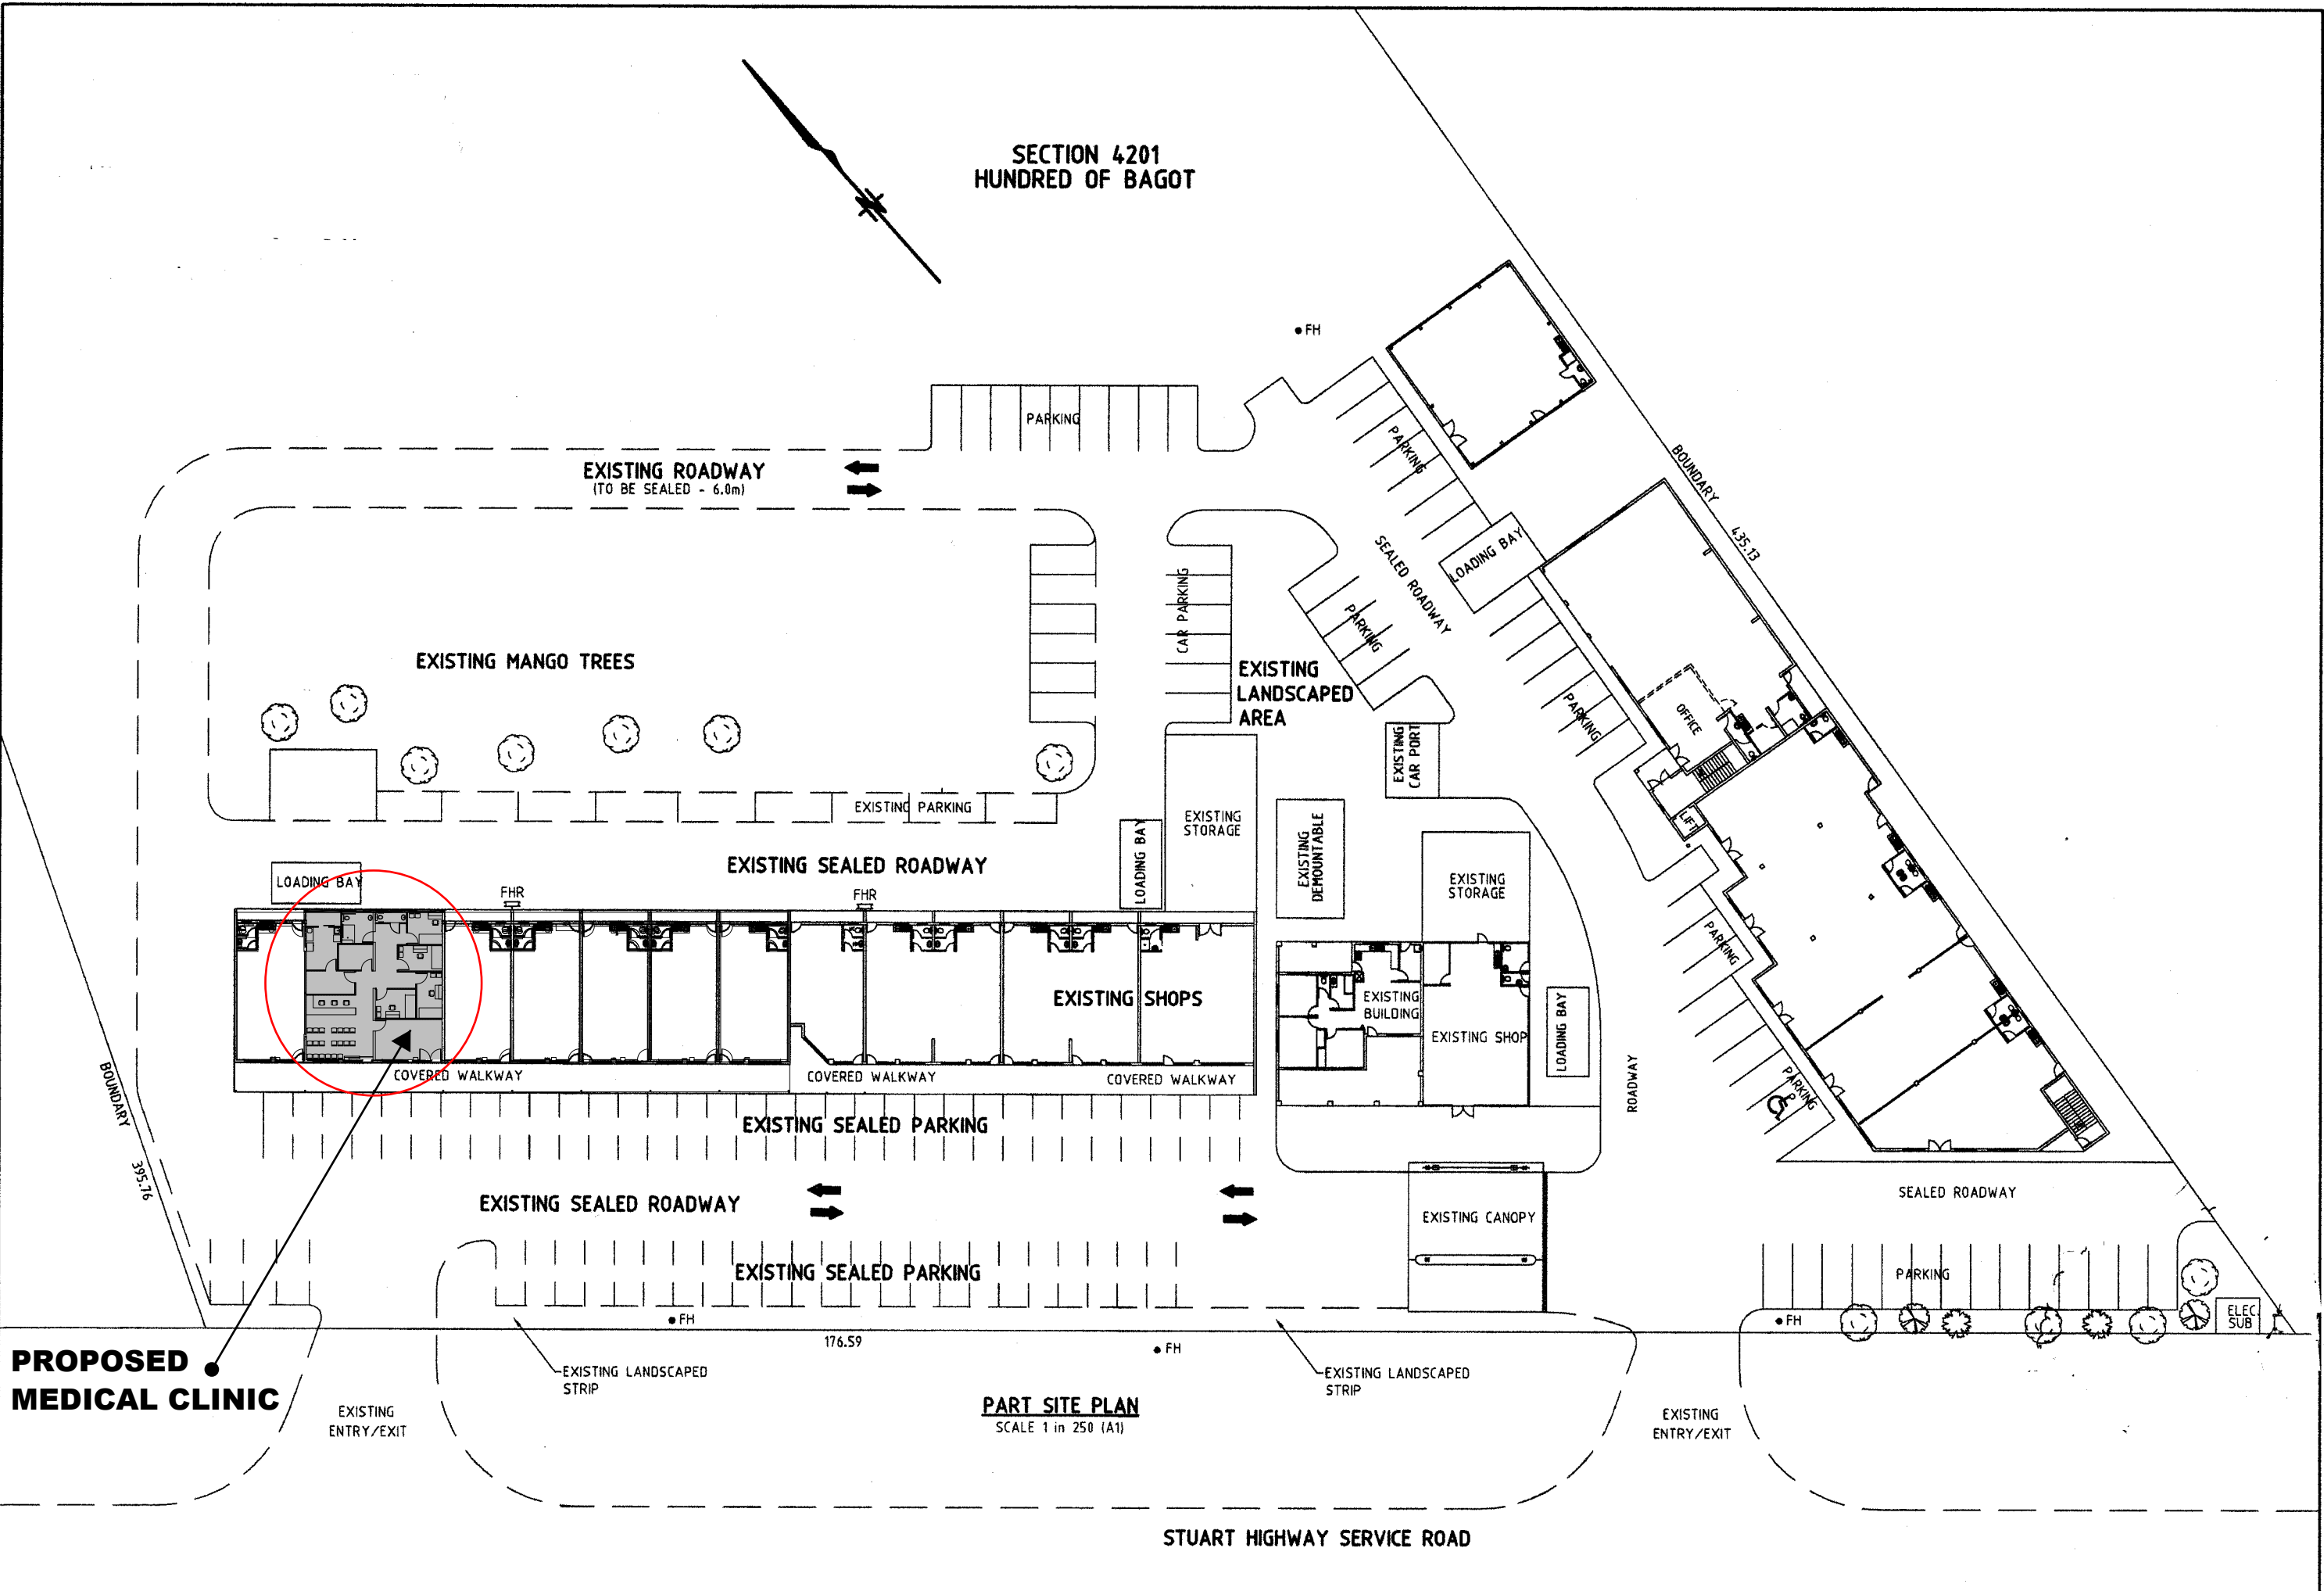 SECTION 4201
HUNDRED OF BAGOT
FH
PARKING
PARKING
BOUNDARY
435.13
EXISTING ROADWAY
(TO BE SEALED - 6.0m)
LOADING BAY
SEALED ROADWAY
CAR PARKING
PARKING
EXISTING MANGO TREES
EXISTING
LANDSCAPED
AREA
OFFICE
PARKING
EXISTING
CAR PORT
EXISTING PARKING
EXISTING
STORAGE
LIFT
LOADING BAY
EXISTING
DEMOUNTABLE
EXISTING SEALED ROADWAY
EXISTING
STORAGE
LOADING BAY
FHR
FHR
PARKING
EXISTING SHOPS
EXISTING
BUILDING
EXISTING SHOP
LOADING BAY
COVERED WALKWAY
COVERED WALKWAY
COVERED WALKWAY
ROADWAY
PARKING
BOUNDARY
395.76
EXISTING SEALED PARKING
EXISTING SEALED ROADWAY
SEALED ROADWAY
EXISTING CANOPY
EXISTING SEALED PARKING
PARKING
FH
FH
ELEC.
SUB
176.59
FH
PROPOSED
MEDICAL CLINIC
EXISTING LANDSCAPED
STRIP
EXISTING LANDSCAPED
STRIP
EXISTING
ENTRY/EXIT
PART SITE PLAN
SCALE 1 in 250 (A1)
EXISTING
ENTRY/EXIT
STUART HIGHWAY SERVICE ROAD